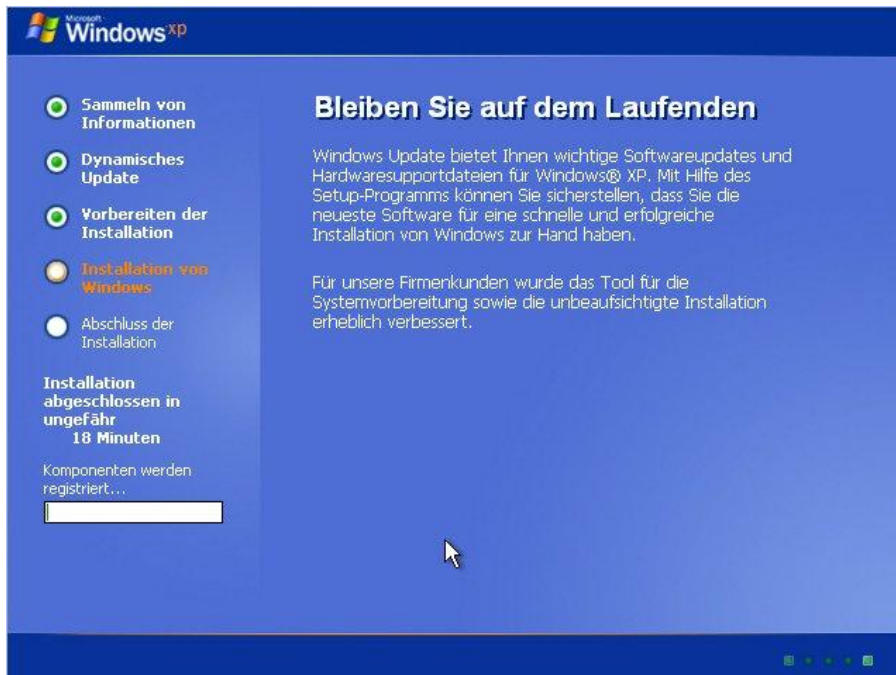 Microsoft
Windows xp
Sammeln von
Informationen
Dynamisches
Update
Vorbereiten der
Installation
Installation von
Windows
Abschluss der
Installation
Installation
abgeschlossen in
ungefähr
18 Minuten
Komponenten werden
registriert...
Bleiben Sie auf dem Laufenden
Windows Update bietet Ihnen wichtige Softwareupdates und
Hardwaresupportdateien für Windows® XP. Mit Hilfe des
Setup-Programms können Sie sicherstellen, dass Sie die
neueste Software für eine schnelle und erfolgreiche
Installation von Windows zur Hand haben.
Für unsere Firmenkunden wurde das Tool für die
Systemvorbereitung sowie die unbeaufsichtigte Installation
erheblich verbessert.